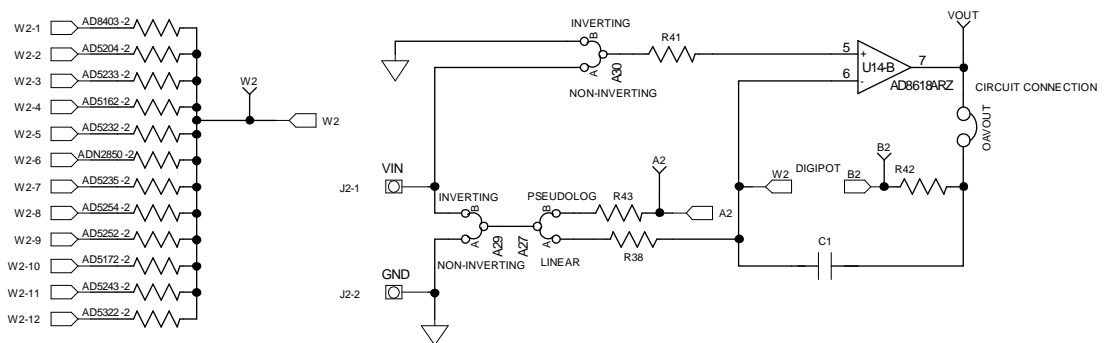 W2-1 AD8403-2
W2-2 AD5204-2
W2-3 AD5233-2
W2-4 AD5162-2
W2-5 AD5232-2
W2-6 ADN2850-2
W2-7 AD5235-2
W2-8 AD5254-2
W2-9 AD5252-2
W2-10 AD5172-2
W2-11 AD5243-2
W2-12 AD5322-2
W2
W2
INVERTING
B
A
A30
NON-INVERTING
R41
5
+
6
-
U14-B
7
AD8618ARZ
VOUT
CIRCUIT CONNECTION
OAVOUT
J2-1
VIN
INVERTING
B
A
A29
NON-INVERTING
J2-2
GND
PSEUDOLOG
B
A
A27
LINEAR
R43
R38
A2
A2
W2
DIGIPOT
B2
B2
R42
C1